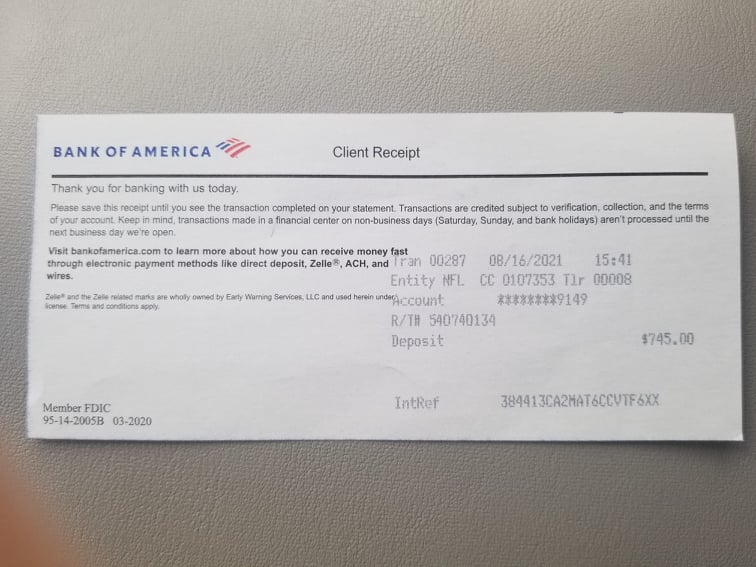 BANK OF AMERICA
Client Receipt
Thank you for banking with us today.
Please save this receipt until you see the transaction completed on your statement. Transactions are credited subject to verification, collection, and the terms
of your account. Keep in mind, transactions made in a financial center on non-business days (Saturday, Sunday, and bank holidays) aren't processed until the
next business day we're open.
Visit bankofamerica.com to learn more about how you can receive money fast
through electronic payment methods like direct deposit, Zelle®, ACH, and
wires.
Zelle® and the Zelle related marks are wholly owned by Early Warning Services, LLC and used herein under
license. Terms and conditions apply.
Tran 00287 08/16/2021 15:41
Entity NFL CC 0107353 Tlr 00008
Account ********9149
R/T# 540740134
Deposit $745.00
IntRef 384413CA2MAT6CCVTF6XX
Member FDIC
95-14-2005B 03-2020